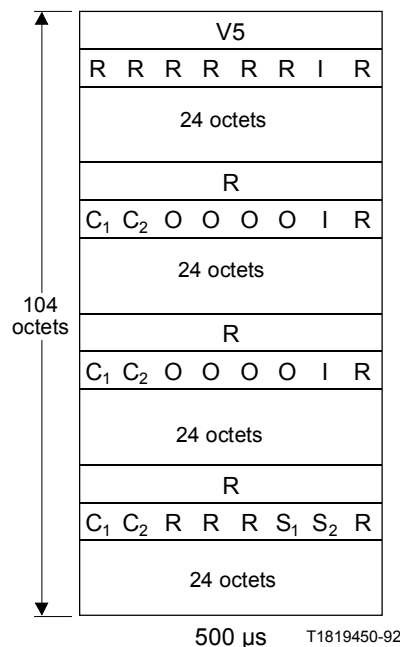 V5
R R R R R R I R
24 octets
R
C₁ C₂ O O O O I R
24 octets
104
octets
R
C₁ C₂ O O O O I R
24 octets
R
C₁ C₂ R R R S₁ S₂ R
24 octets
500 μs
T1819450-92